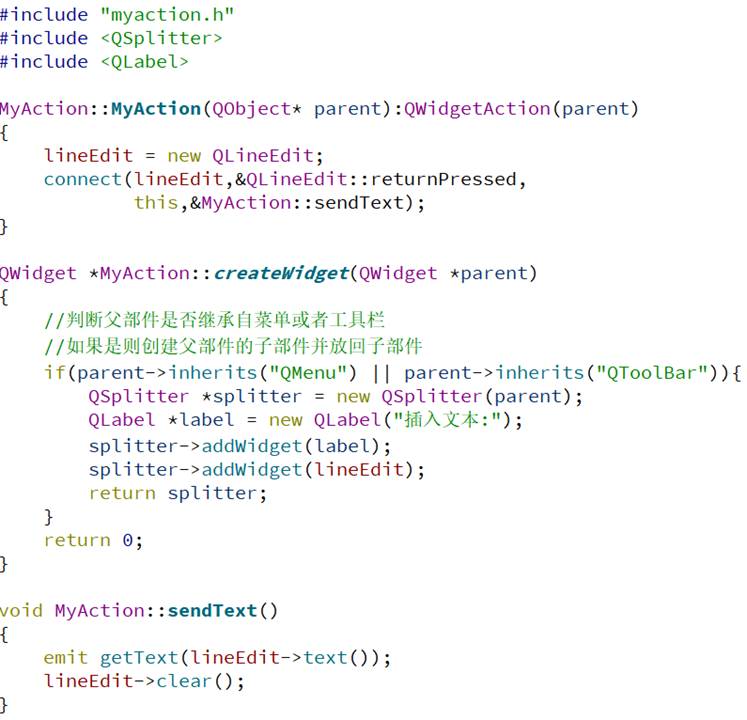 #include "myaction.h"
#include <QSplitter>
#include <QLabel>

MyAction::MyAction(QObject* parent):QWidgetAction(parent)
{
    lineEdit = new QLineEdit;
    connect(lineEdit,&QLineEdit::returnPressed,
            this,&MyAction::sendText);
}

QWidget *MyAction::createWidget(QWidget *parent)
{
    //判断父部件是否继承自菜单或者工具栏
    //如果是则创建父部件的子部件并放回子部件
    if(parent->inherits("QMenu") || parent->inherits("QToolBar")){
        QSplitter *splitter = new QSplitter(parent);
        QLabel *label = new QLabel("插入文本:");
        splitter->addWidget(label);
        splitter->addWidget(lineEdit);
        return splitter;
    }
    return 0;
}

void MyAction::sendText()
{
    emit getText(lineEdit->text());
    lineEdit->clear();
}